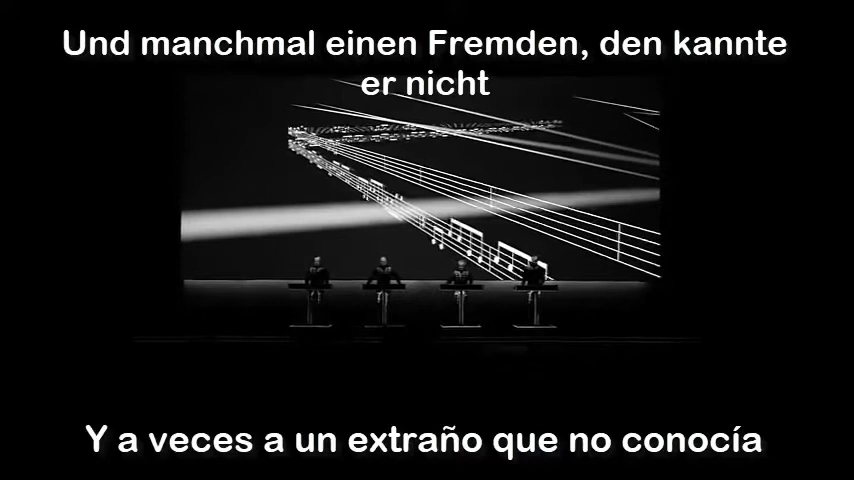 Und manchmal einen Fremden, den kannte
er nicht
Y a veces a un extraño que no conocía